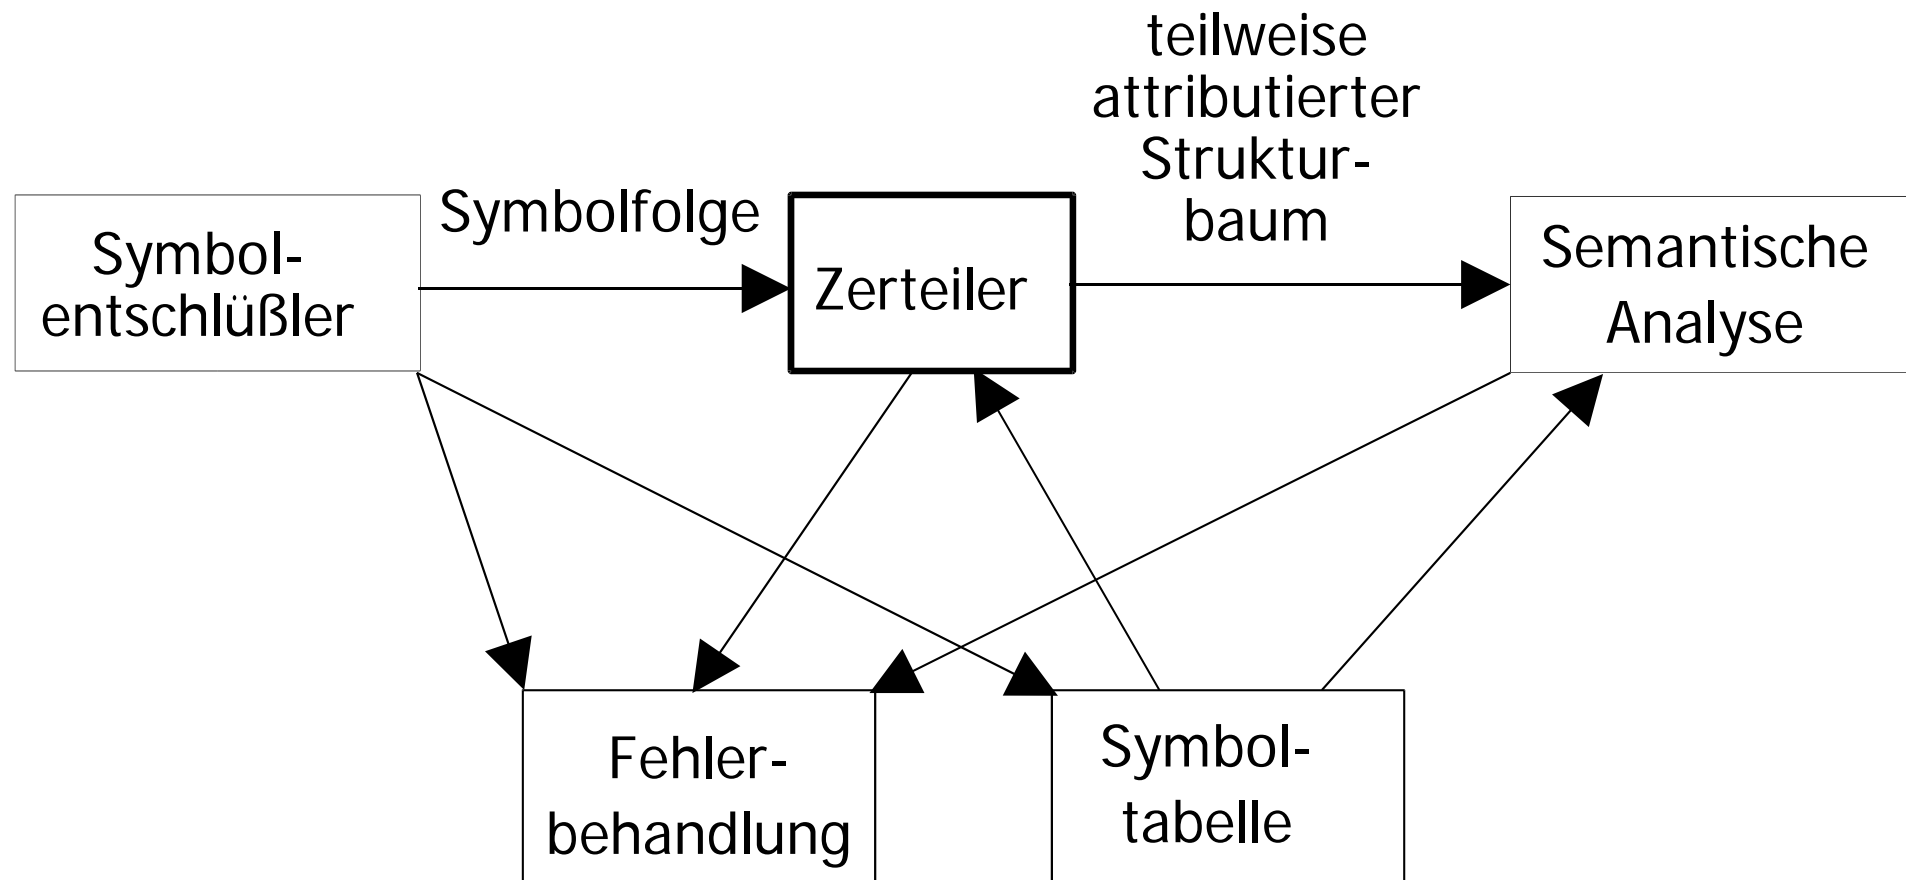 teilweise
attributierter
Struktur-
baum
Symbolfolge
Symbol-
entschlüßler
Zerteiler
Semantische
Analyse
Fehler-
behandlung
Symbol-
tabelle